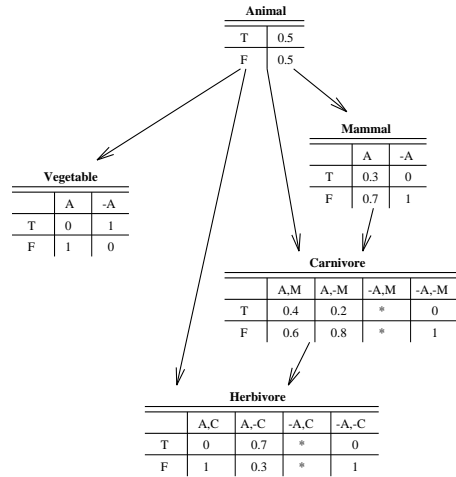 Animal
T 0.5
F 0.5
Mammal
A -A
T 0.3 0
F 0.7 1
Vegetable
A -A
T 0 1
F 1 0
Carnivore
A,M A,-M -A,M -A,-M
T 0.4 0.2 * 0
F 0.6 0.8 * 1
Herbivore
A,C A,-C -A,C -A,-C
T 0 0.7 * 0
F 1 0.3 * 1